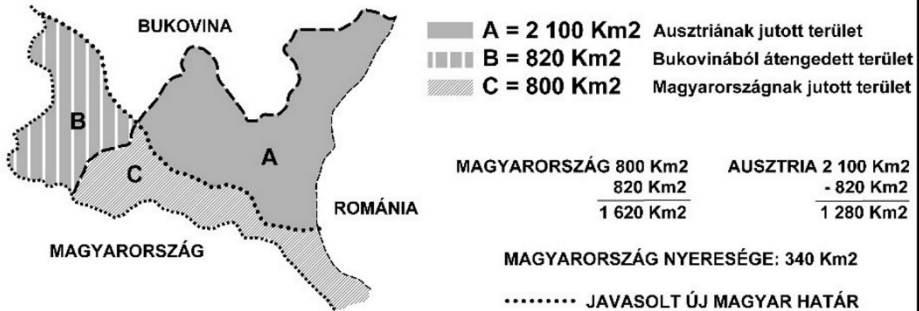 BUKOVINA
A = 2 100 Km2 Ausztriának jutott terület
B = 820 Km2 Bukovinából átengedett terület
C = 800 Km2 Magyarországnak jutott terület
B
C
A
ROMÁNIA
MAGYARORSZÁG
MAGYARORSZÁG 800 Km2
820 Km2
1 620 Km2
AUSZTRIA 2 100 Km2
- 820 Km2
1 280 Km2
MAGYARORSZÁG NYERESÉGE: 340 Km2
JAVASOLT ÚJ MAGYAR HATÁR